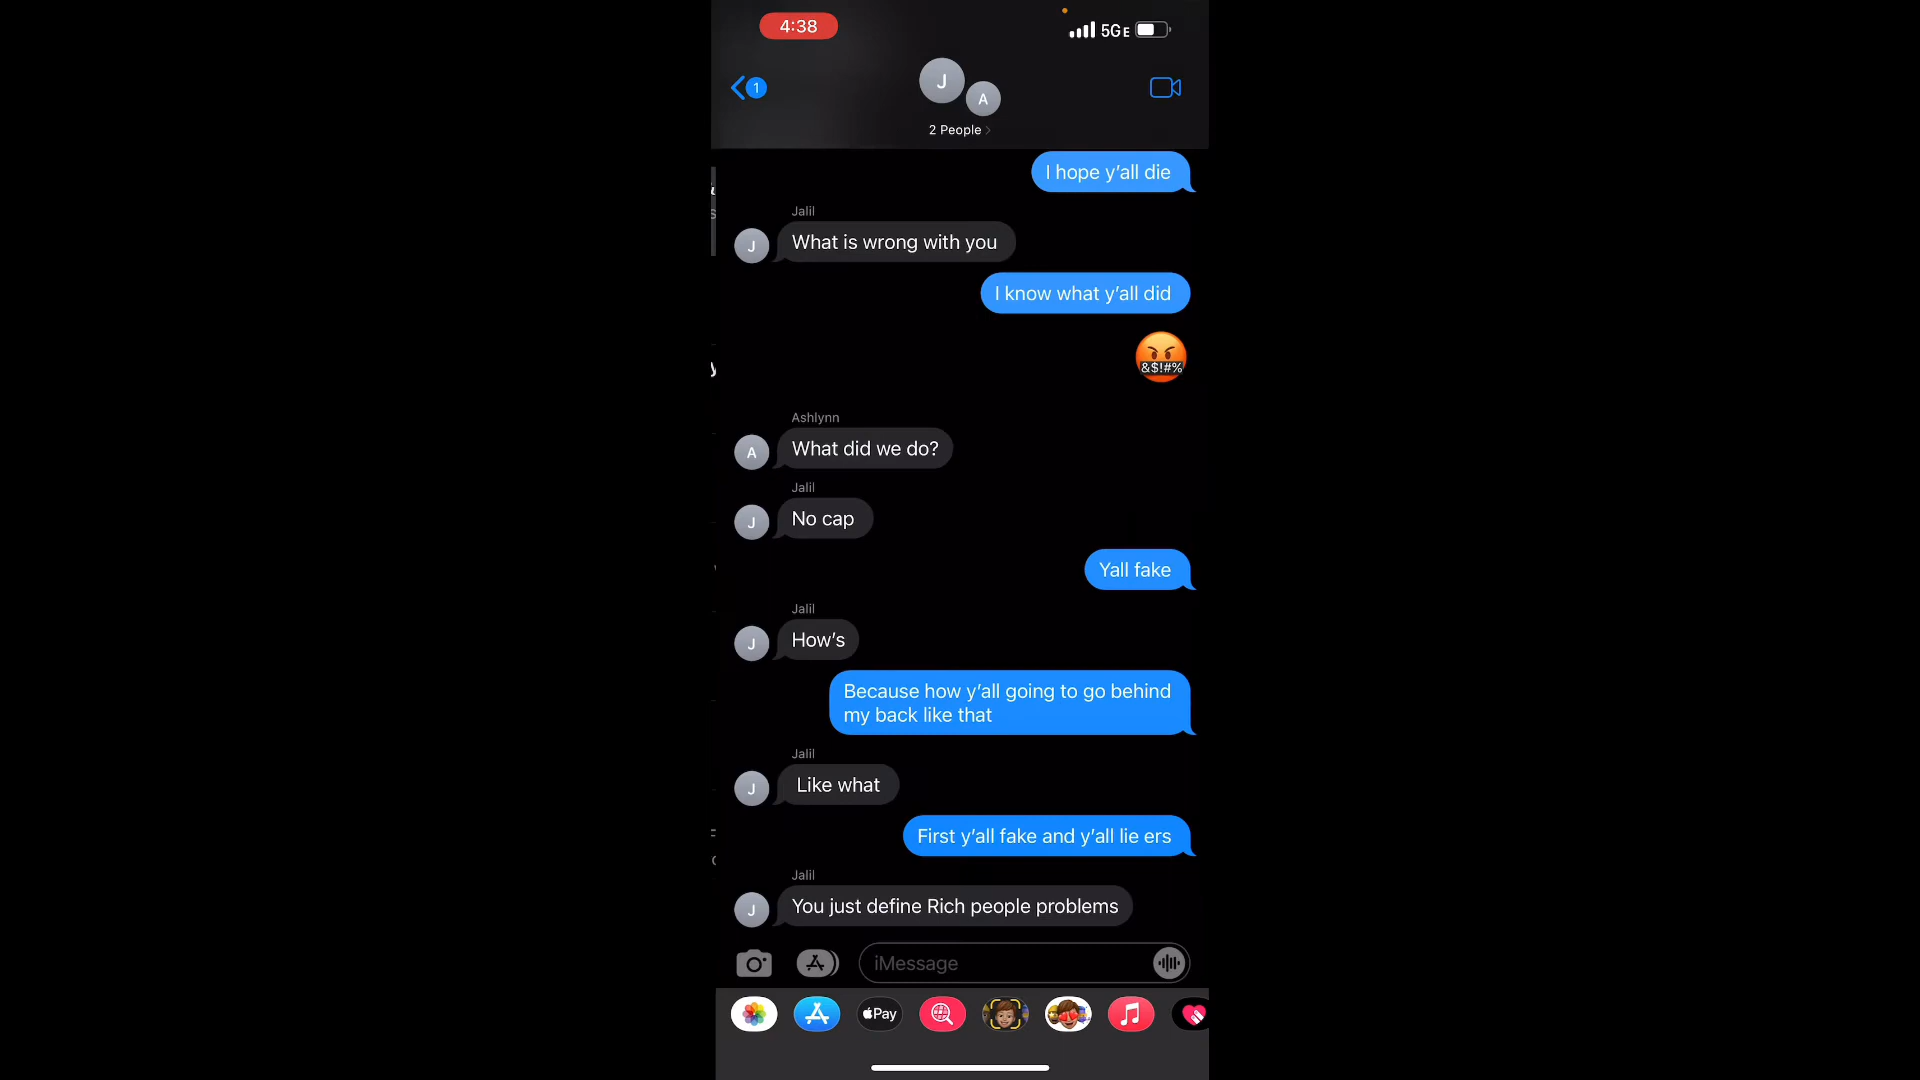 4:38
5GE
1
J
A
2 People
I hope y'all die
Jalil
J
What is wrong with you
I know what y'all did
&$!#%
Ashlynn
A
What did we do?
Jalil
J
No cap
Yall fake
Jalil
J
How's
Because how y'all going to go behind
my back like that
Jalil
J
Like what
First y'all fake and y'all lie ers
Jalil
J
You just define Rich people problems
iMessage
Pay